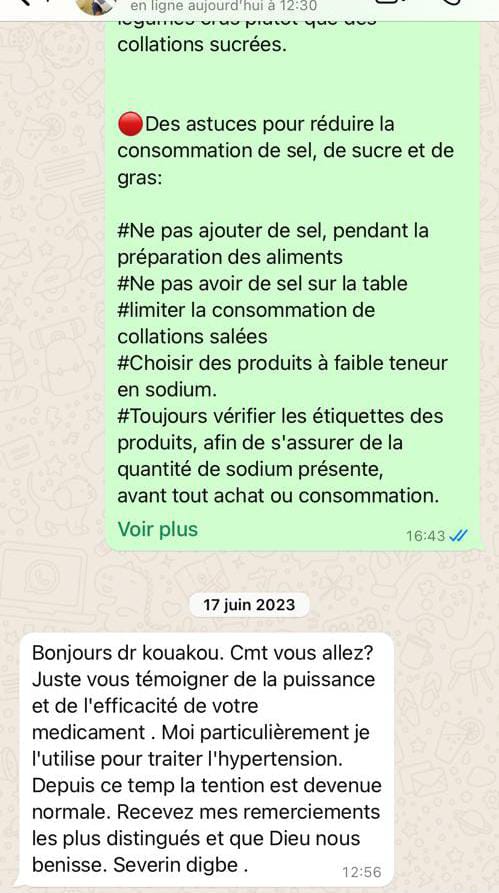 en ligne aujourd'hui à 12:30
légumes crus plutôt que des
collations sucrées.
🔴Des astuces pour réduire la
consommation de sel, de sucre et de
gras:
#Ne pas ajouter de sel, pendant la
préparation des aliments
#Ne pas avoir de sel sur la table
#limiter la consommation de
collations salées
#Choisir des produits à faible teneur
en sodium.
#Toujours vérifier les étiquettes des
produits, afin de s'assurer de la
quantité de sodium présente,
avant tout achat ou consommation.
Voir plus
16:43
17 juin 2023
Bonjours dr kouakou. Cmt vous allez?
Juste vous témoigner de la puissance
et de l'efficacité de votre
medicament . Moi particulièrement je
l'utilise pour traiter l'hypertension.
Depuis ce temp la tention est devenue
normale. Recevez mes remerciements
les plus distingués et que Dieu nous
benisse. Severin digbe .
12:56